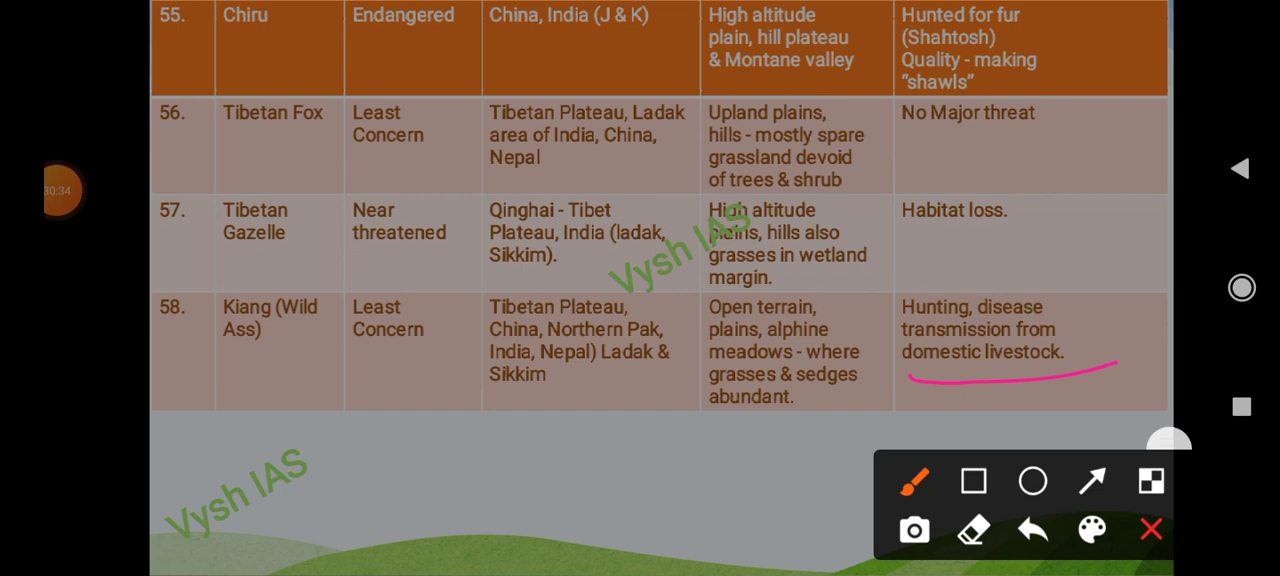 55.
Chiru
Endangered
China, India (J & K)
High altitude
plain, hill plateau
& Montane valley
Hunted for fur
(Shahtosh)
Quality - making
“shawls”
56.
Tibetan Fox
Least
Concern
Tibetan Plateau, Ladak
area of India, China,
Nepal
Upland plains,
hills - mostly spare
grassland devoid
of trees & shrub
No Major threat
57.
Tibetan
Gazelle
Near
threatened
Qinghai - Tibet
Plateau, India (ladak,
Sikkim).
High altitude
plains, hills also
grasses in wetland
margin.
Habitat loss.
58.
Kiang (Wild
Ass)
Least
Concern
Tibetan Plateau,
China, Northern Pak,
India, Nepal) Ladak &
Sikkim
Open terrain,
plains, alphine
meadows - where
grasses & sedges
abundant.
Hunting, disease
transmission from
domestic livestock.
30:34
Vysh IAS
Vysh IAS